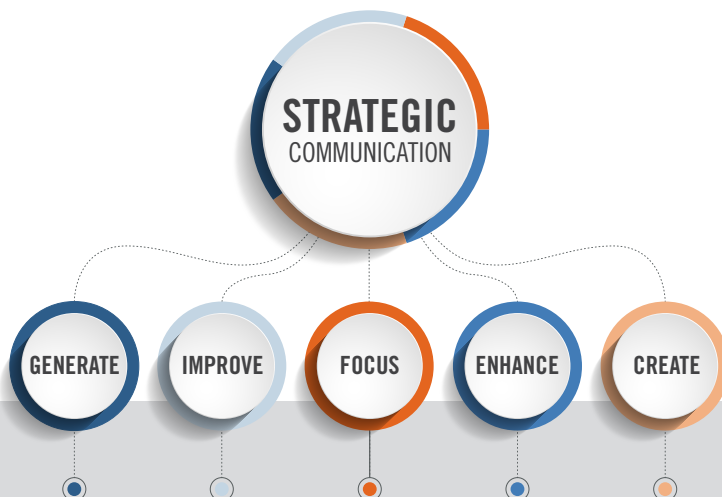 STRATEGIC
COMMUNICATION
GENERATE
IMPROVE
FOCUS
ENHANCE
CREATE